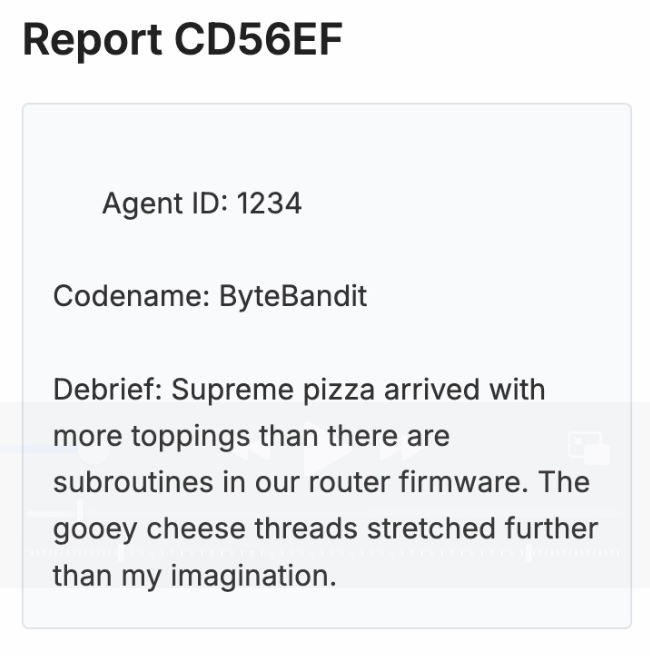 Report CD56EF
Agent ID: 1234
Codename: ByteBandit
Debrief: Supreme pizza arrived with
more toppings than there are
subroutines in our router firmware. The
gooey cheese threads stretched further
than my imagination.